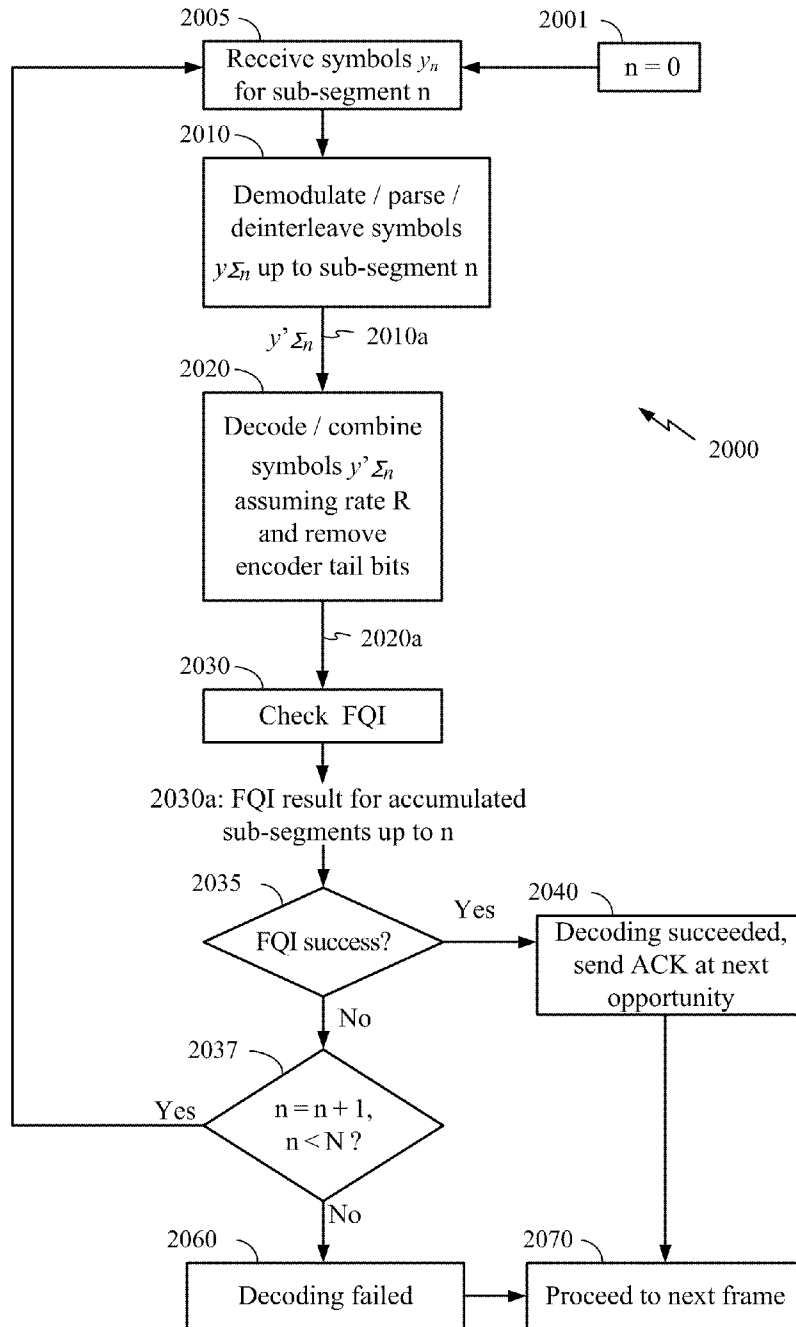 2005
Receive symbols yn
for sub-segment n
2001
n = 0
2010
Demodulate / parse /
deinterleave symbols
yΣn up to sub-segment n
y’Σn
2010a
2020
Decode / combine
symbols y’Σn
assuming rate R
and remove
encoder tail bits
2000
2020a
2030
Check FQI
2030a: FQI result for accumulated
sub-segments up to n
2035
FQI success?
Yes
2040
Decoding succeeded,
send ACK at next
opportunity
No
2037
Yes
n = n + 1,
n < N ?
No
2060
Decoding failed
2070
Proceed to next frame